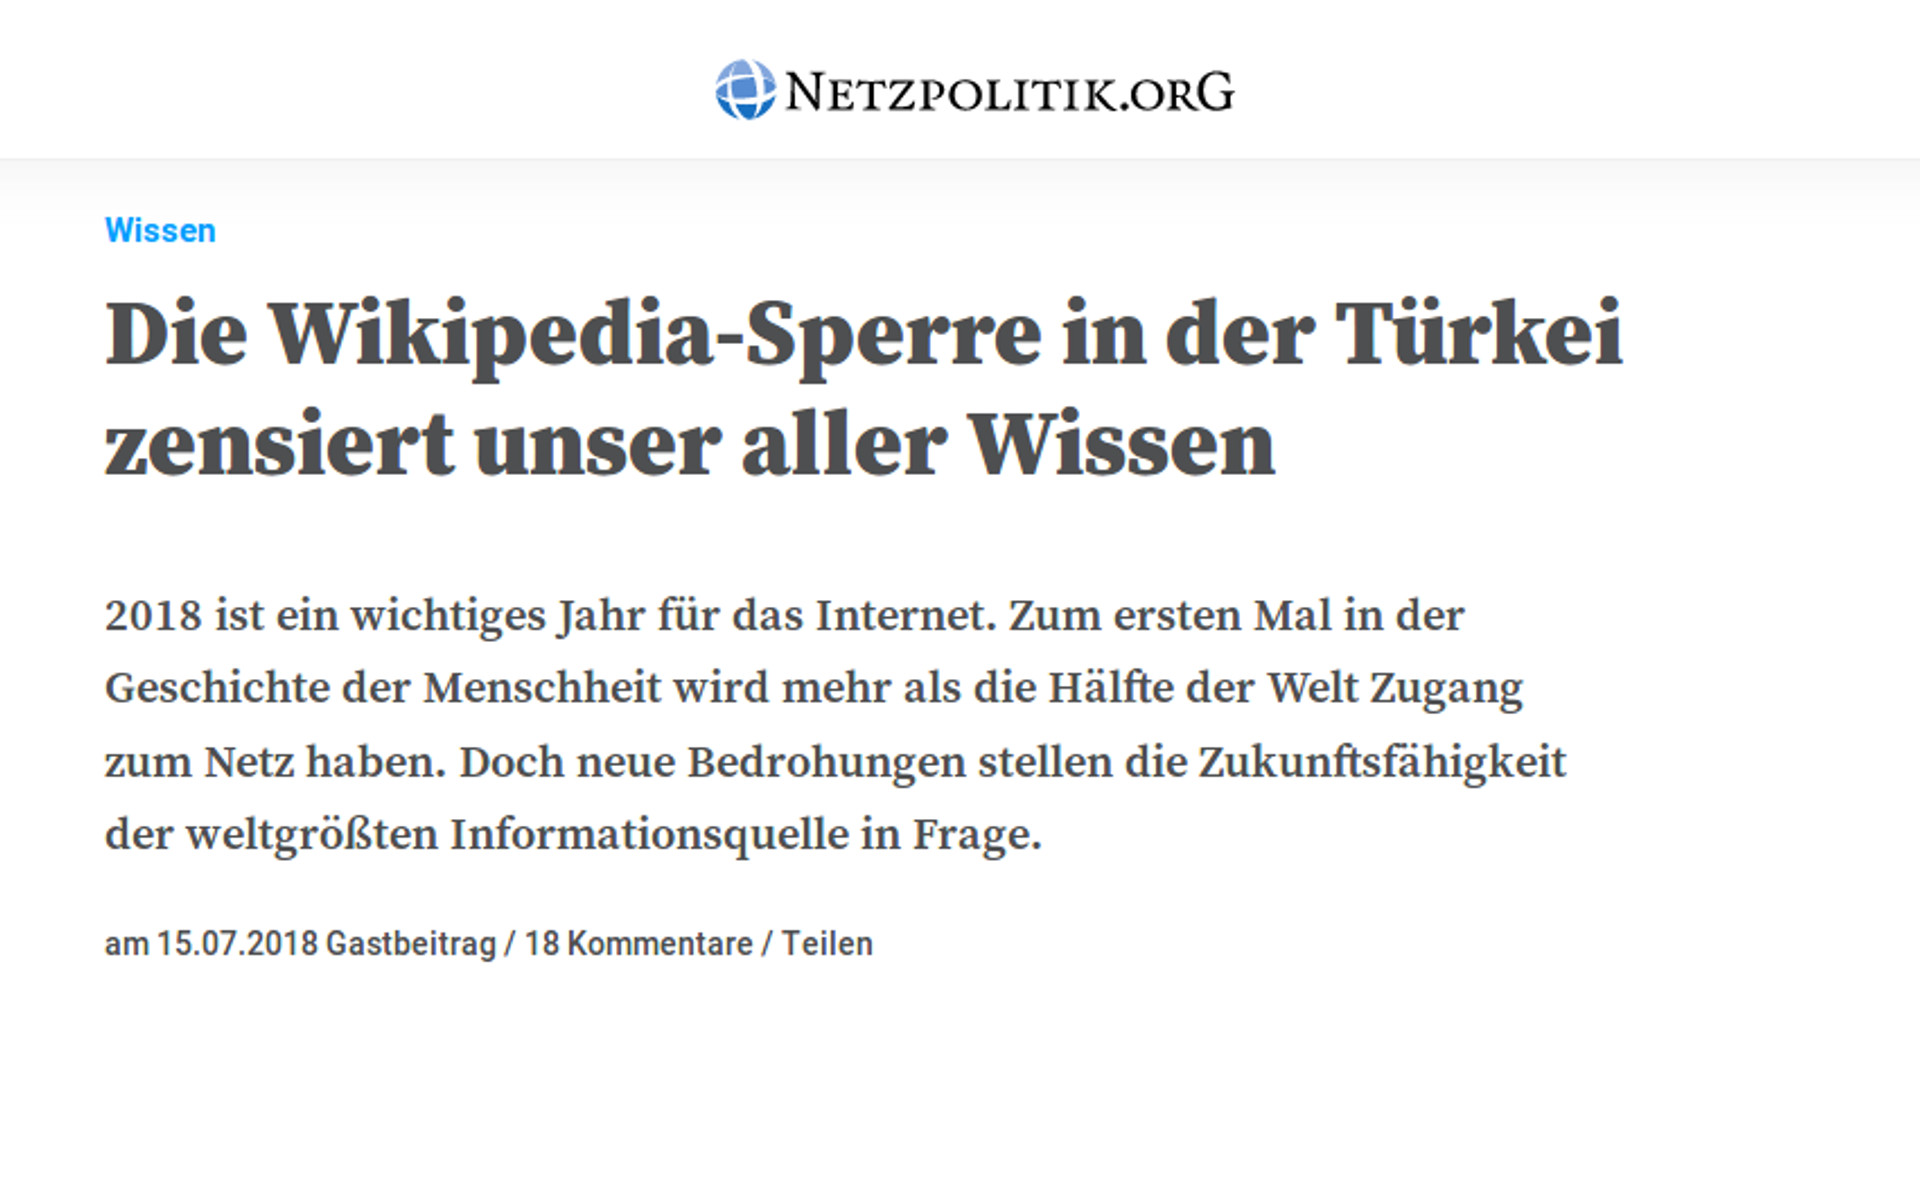 NETZPOLITIK.ORG
Wissen
Die Wikipedia-Sperre in der Türkei
zensiert unser aller Wissen
2018 ist ein wichtiges Jahr für das Internet. Zum ersten Mal in der
Geschichte der Menschheit wird mehr als die Hälfte der Welt Zugang
zum Netz haben. Doch neue Bedrohungen stellen die Zukunftsfähigkeit
der weltgrößten Informationsquelle in Frage.
am 15.07.2018 Gastbeitrag / 18 Kommentare / Teilen